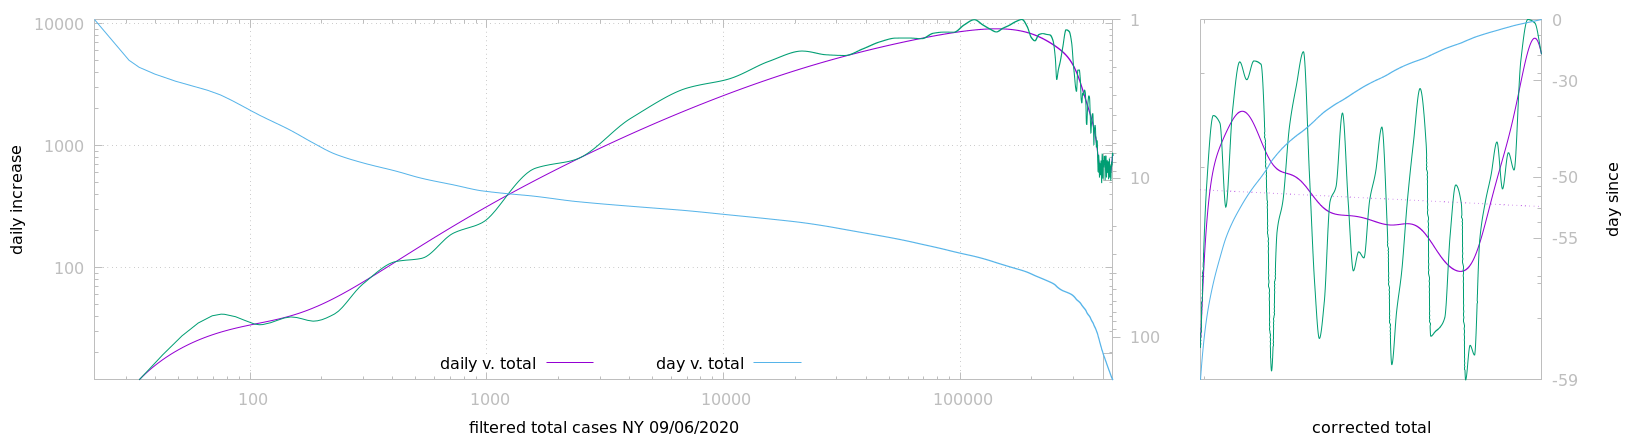 10000
1000
100
daily increase
100
1000
10000
100000
1
10
100
daily v. total
day v. total
filtered total cases NY 09/06/2020
0
-30
-50
-55
-59
day since
corrected total